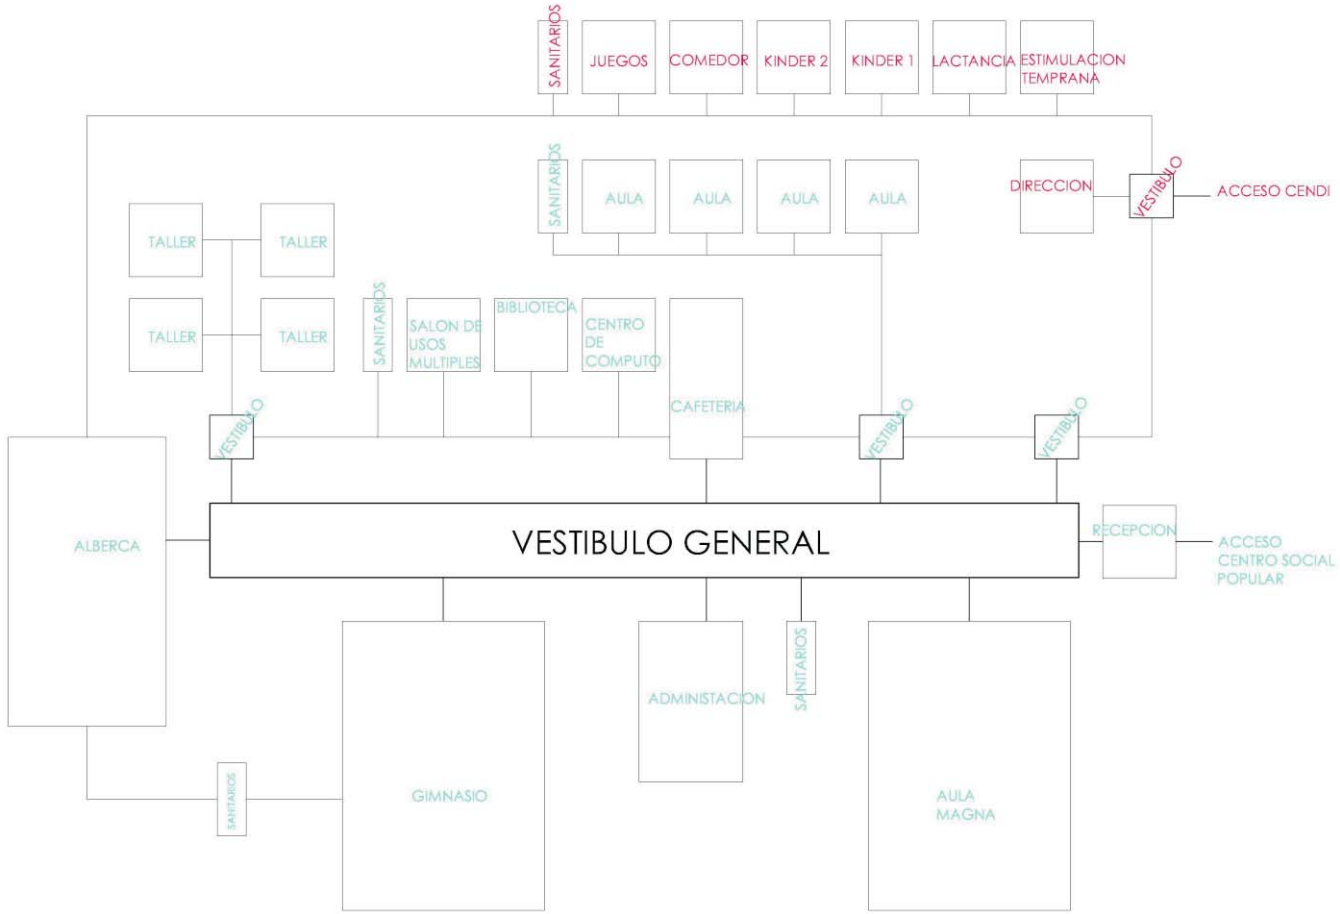 SANITARIOS
JUEGOS
COMEDOR
KINDER 2
KINDER 1
LACTANCIA
ESTIMULACION
TEMPRANA
SANITARIOS
AULA
AULA
AULA
AULA
DIRECCION
VESTIBULO
ACCESO CENDI
TALLER
TALLER
TALLER
TALLER
SANITARIOS
SALON DE
USOS
MULTIPLES
BIBLIOTECA
CENTRO
DE
COMPUTO
CAFETERIA
VESTIBULO
VESTIBULO
VESTIBULO
ALBERCA
VESTIBULO GENERAL
RECEPCION
ACCESO
CENTRO SOCIAL
POPULAR
SANITARIOS
GIMNASIO
ADMINISTACION
SANITARIOS
AULA
MAGNA